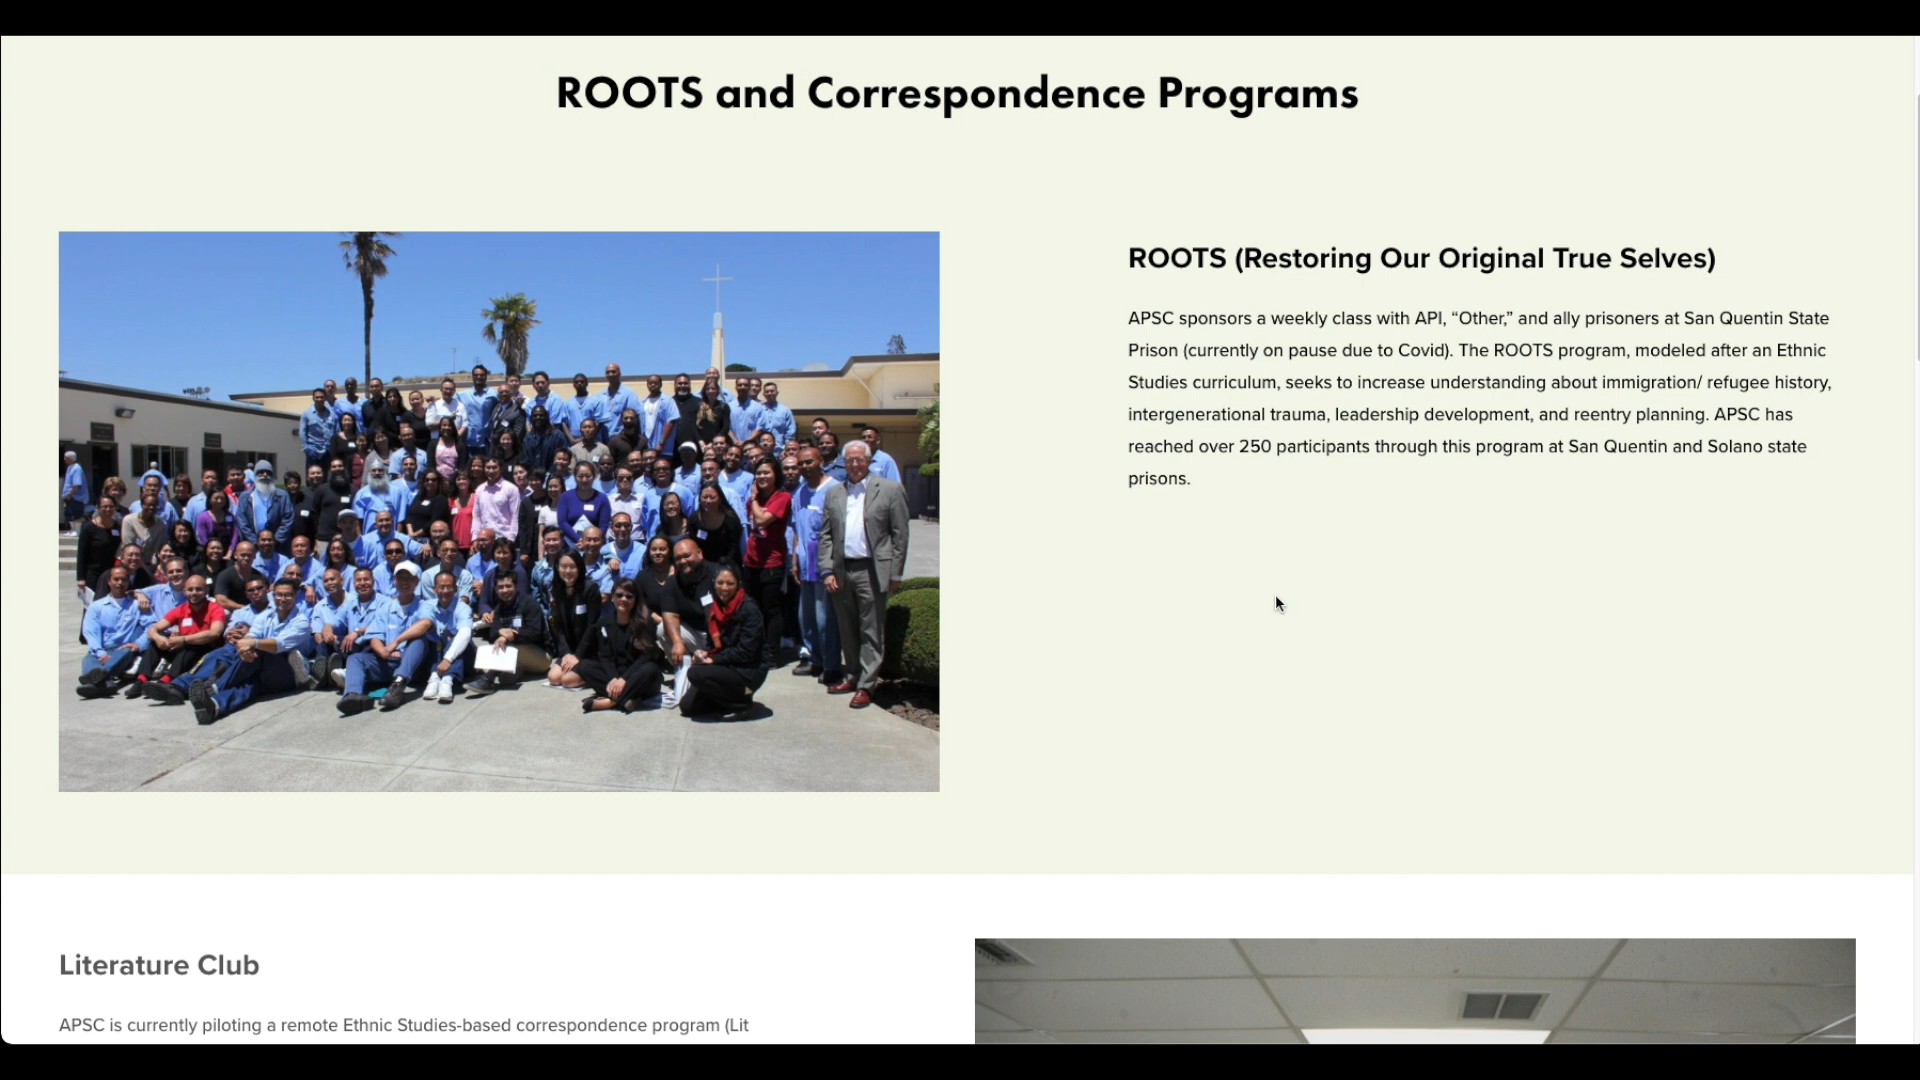 ROOTS and Correspondence Programs
ROOTS (Restoring Our Original True Selves)
APSC sponsors a weekly class with API, “Other,” and ally prisoners at San Quentin State
Prison (currently on pause due to Covid). The ROOTS program, modeled after an Ethnic
Studies curriculum, seeks to increase understanding about immigration/ refugee history,
intergenerational trauma, leadership development, and reentry planning. APSC has
reached over 250 participants through this program at San Quentin and Solano state
prisons.
Literature Club
APSC is currently piloting a remote Ethnic Studies-based correspondence program (Lit